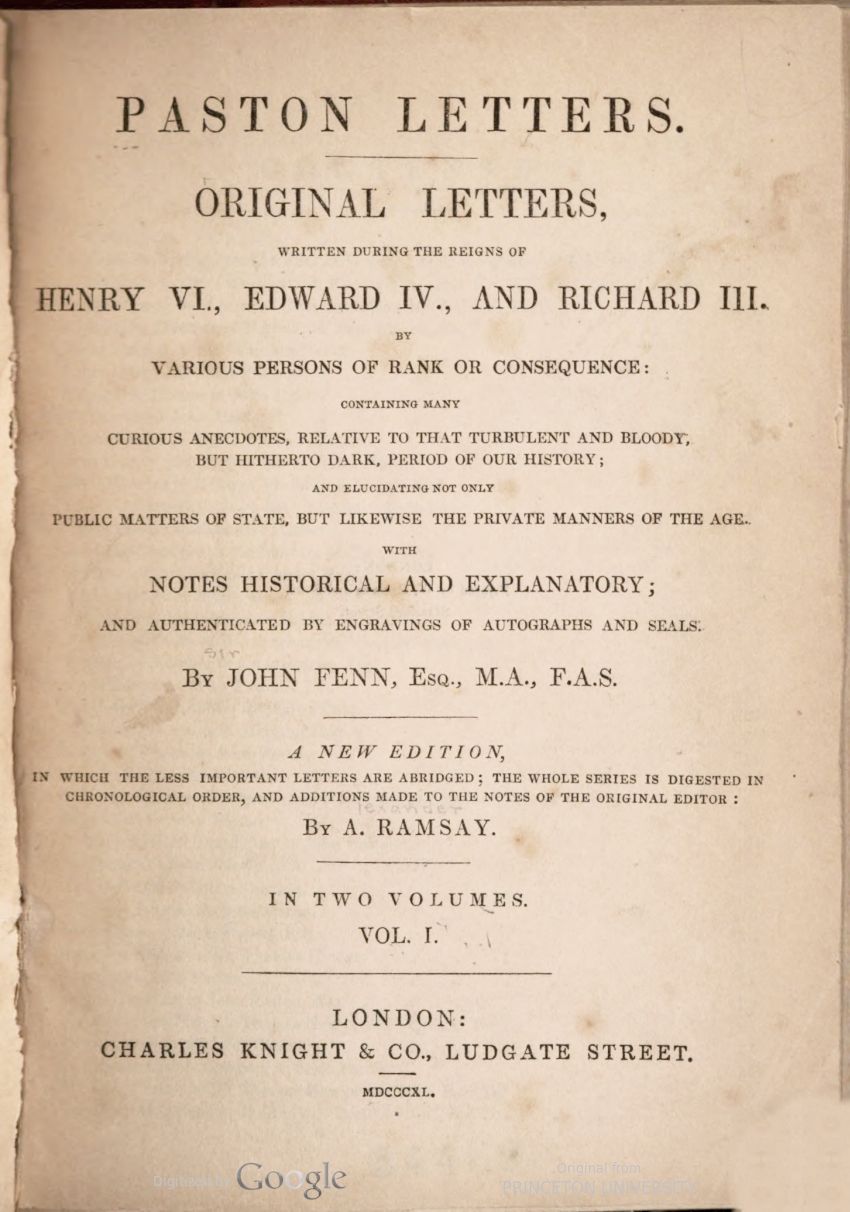 PASTON LETTERS.
ORIGINAL LETTERS,
WRITTEN DURING THE REIGNS OF
HENRY VI., EDWARD IV., AND RICHARD III.
BY
VARIOUS PERSONS OF RANK OR CONSEQUENCE:
CONTAINING MANY
CURIOUS ANECDOTES, RELATIVE TO THAT TURBULENT AND BLOODY,
BUT HITHERTO DARK, PERIOD OF OUR HISTORY;
AND ELUCIDATING NOT ONLY
PUBLIC MATTERS OF STATE, BUT LIKEWISE THE PRIVATE MANNERS OF THE AGE.
WITH
NOTES HISTORICAL AND EXPLANATORY;
AND AUTHENTICATED BY ENGRAVINGS OF AUTOGRAPHS AND SEALS.
Sir
BY JOHN FENN, ESQ., M.A., F.A.S.
A NEW EDITION,
IN WHICH THE LESS IMPORTANT LETTERS ARE ABRIDGED; THE WHOLE SERIES IS DIGESTED IN
CHRONOLOGICAL ORDER, AND ADDITIONS MADE TO THE NOTES OF THE ORIGINAL EDITOR:
lexander
BY A. RAMSAY.
IN TWO VOLUMES.
VOL. I.
LONDON:
CHARLES KNIGHT & CO., LUDGATE STREET.
MDCCCXL.
Digitized by Google
Original from
PRINCETON UNIVERSITY